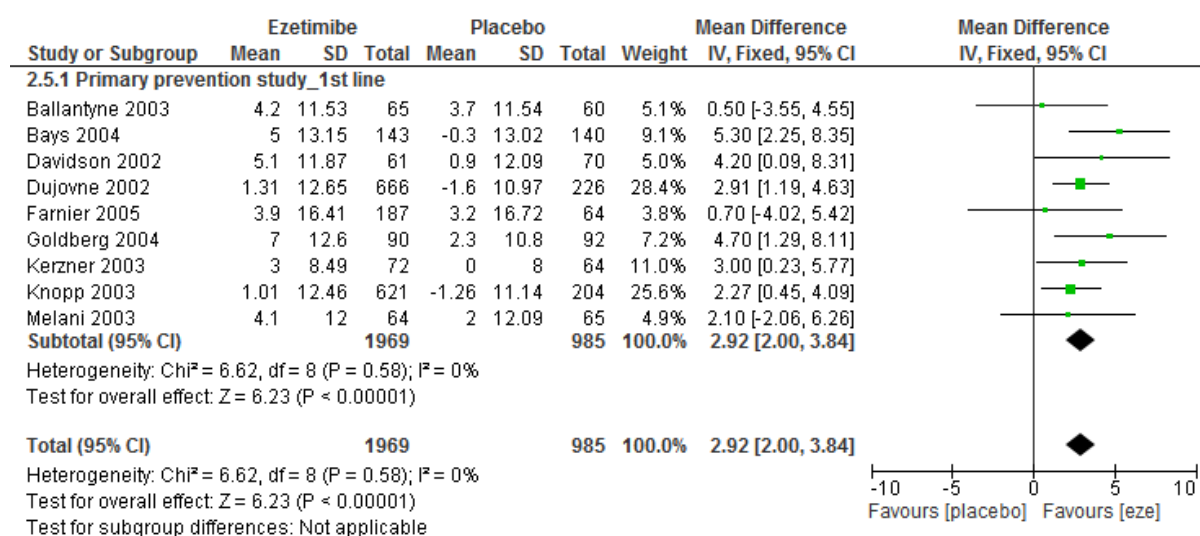 Ezetimibe Placebo Mean Difference Mean Difference
Study or Subgroup Mean SD Total Mean SD Total Weight IV, Fixed, 95% CI IV, Fixed, 95% CI
2.5.1 Primary prevention study_1st line
Ballantyne 2003 4.2 11.53 65 3.7 11.54 60 5.1% 0.50 [-3.55, 4.55]
Bays 2004 5 13.15 143 -0.3 13.02 140 9.1% 5.30 [2.25, 8.35]
Davidson 2002 5.1 11.87 61 0.9 12.09 70 5.0% 4.20 [0.09, 8.31]
Dujovne 2002 1.31 12.65 666 -1.6 10.97 226 28.4% 2.91 [1.19, 4.63]
Farnier 2005 3.9 16.41 187 3.2 16.72 64 3.8% 0.70 [-4.02, 5.42]
Goldberg 2004 7 12.6 90 2.3 10.8 92 7.2% 4.70 [1.29, 8.11]
Kerzner 2003 3 8.49 72 0 8 64 11.0% 3.00 [0.23, 5.77]
Knopp 2003 1.01 12.46 621 -1.26 11.14 204 25.6% 2.27 [0.45, 4.09]
Melani 2003 4.1 12 64 2 12.09 65 4.9% 2.10 [-2.06, 6.26]
Subtotal (95% CI) 1969 985 100.0% 2.92 [2.00, 3.84]
Heterogeneity: Chi² = 6.62, df = 8 (P = 0.58); I² = 0%
Test for overall effect: Z = 6.23 (P < 0.00001)
Total (95% CI) 1969 985 100.0% 2.92 [2.00, 3.84]
Heterogeneity: Chi² = 6.62, df = 8 (P = 0.58); I² = 0%
Test for overall effect: Z = 6.23 (P < 0.00001)
Test for subgroup differences: Not applicable
-10 -5 0 5 10
Favours [placebo] Favours [eze]